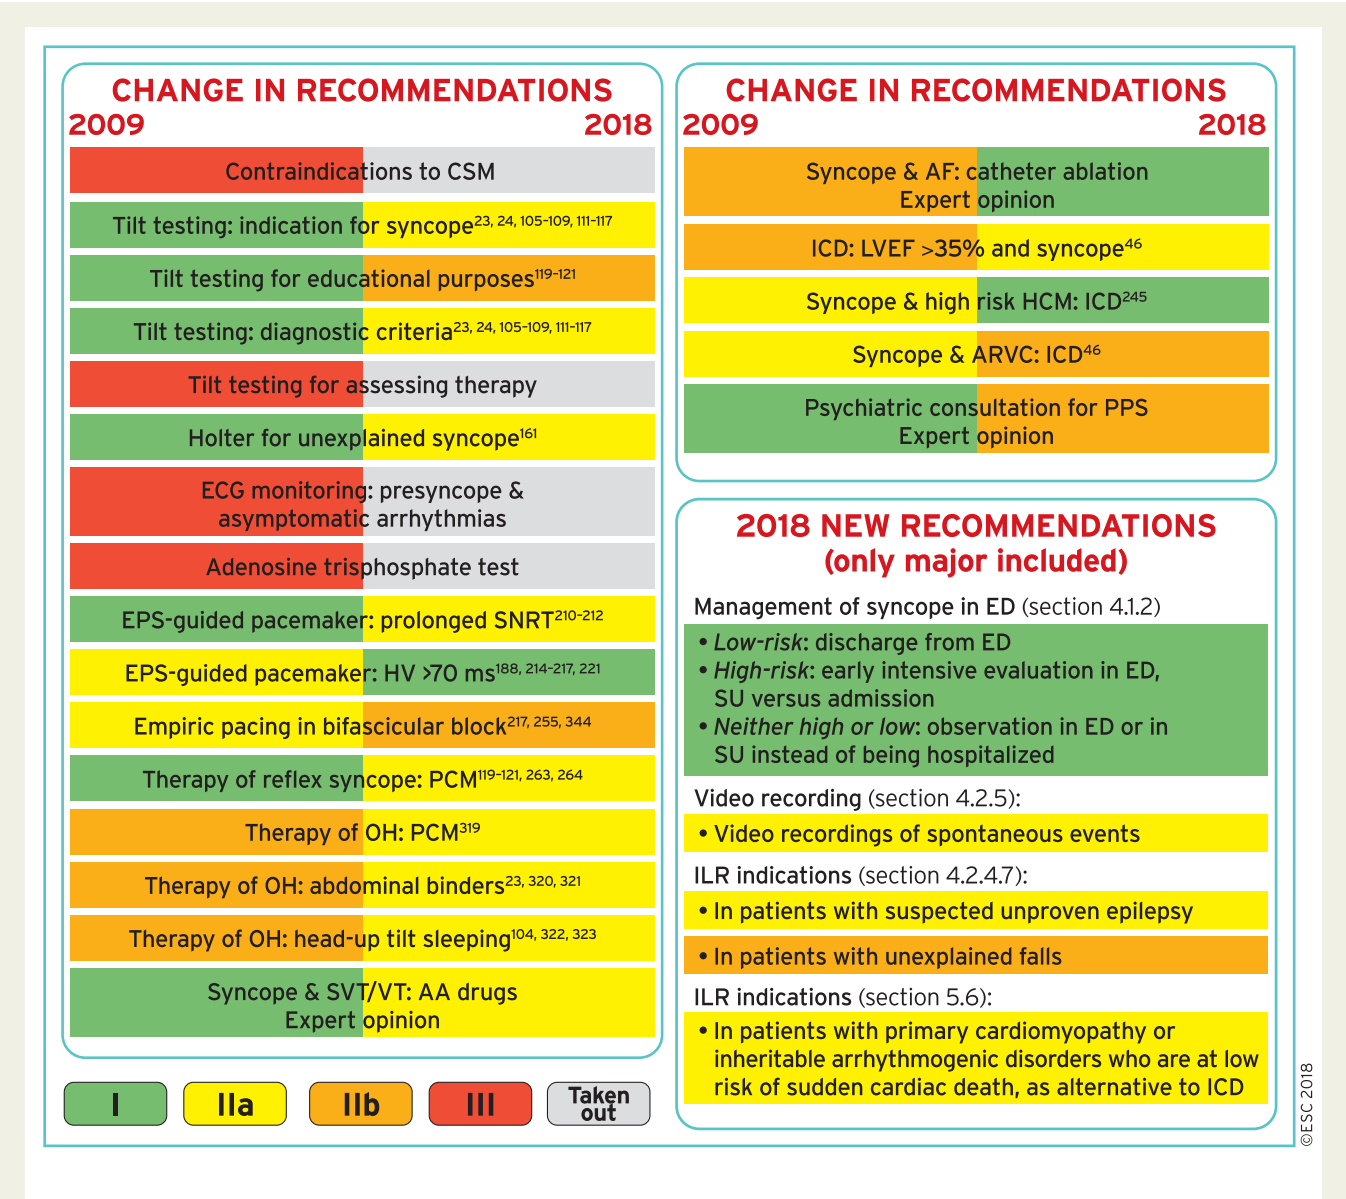 CHANGE IN RECOMMENDATIONS
2009 2018
Contraindications to CSM
Tilt testing: indication for syncope23, 24, 105–109, 111–117
Tilt testing for educational purposes119–121
Tilt testing: diagnostic criteria23, 24, 105–109, 111–117
Tilt testing for assessing therapy
Holter for unexplained syncope161
ECG monitoring: presyncope &
asymptomatic arrhythmias
Adenosine trisphosphate test
EPS-guided pacemaker: prolonged SNRT210–212
EPS-guided pacemaker: HV >70 ms188, 214–217, 221
Empiric pacing in bifascicular block217, 255, 344
Therapy of reflex syncope: PCM119–121, 263, 264
Therapy of OH: PCM319
Therapy of OH: abdominal binders23, 320, 321
Therapy of OH: head-up tilt sleeping104, 322, 323
Syncope & SVT/VT: AA drugs
Expert opinion
I IIa IIb III Taken
out
CHANGE IN RECOMMENDATIONS
2009 2018
Syncope & AF: catheter ablation
Expert opinion
ICD: LVEF >35% and syncope46
Syncope & high risk HCM: ICD245
Syncope & ARVC: ICD46
Psychiatric consultation for PPS
Expert opinion
2018 NEW RECOMMENDATIONS
(only major included)
Management of syncope in ED (section 4.1.2)
• Low-risk: discharge from ED
• High-risk: early intensive evaluation in ED,
SU versus admission
• Neither high or low: observation in ED or in
SU instead of being hospitalized
Video recording (section 4.2.5):
• Video recordings of spontaneous events
ILR indications (section 4.2.4.7):
• In patients with suspected unproven epilepsy
• In patients with unexplained falls
ILR indications (section 5.6):
• In patients with primary cardiomyopathy or
inheritable arrhythmogenic disorders who are at low
risk of sudden cardiac death, as alternative to ICD
©ESC 2018